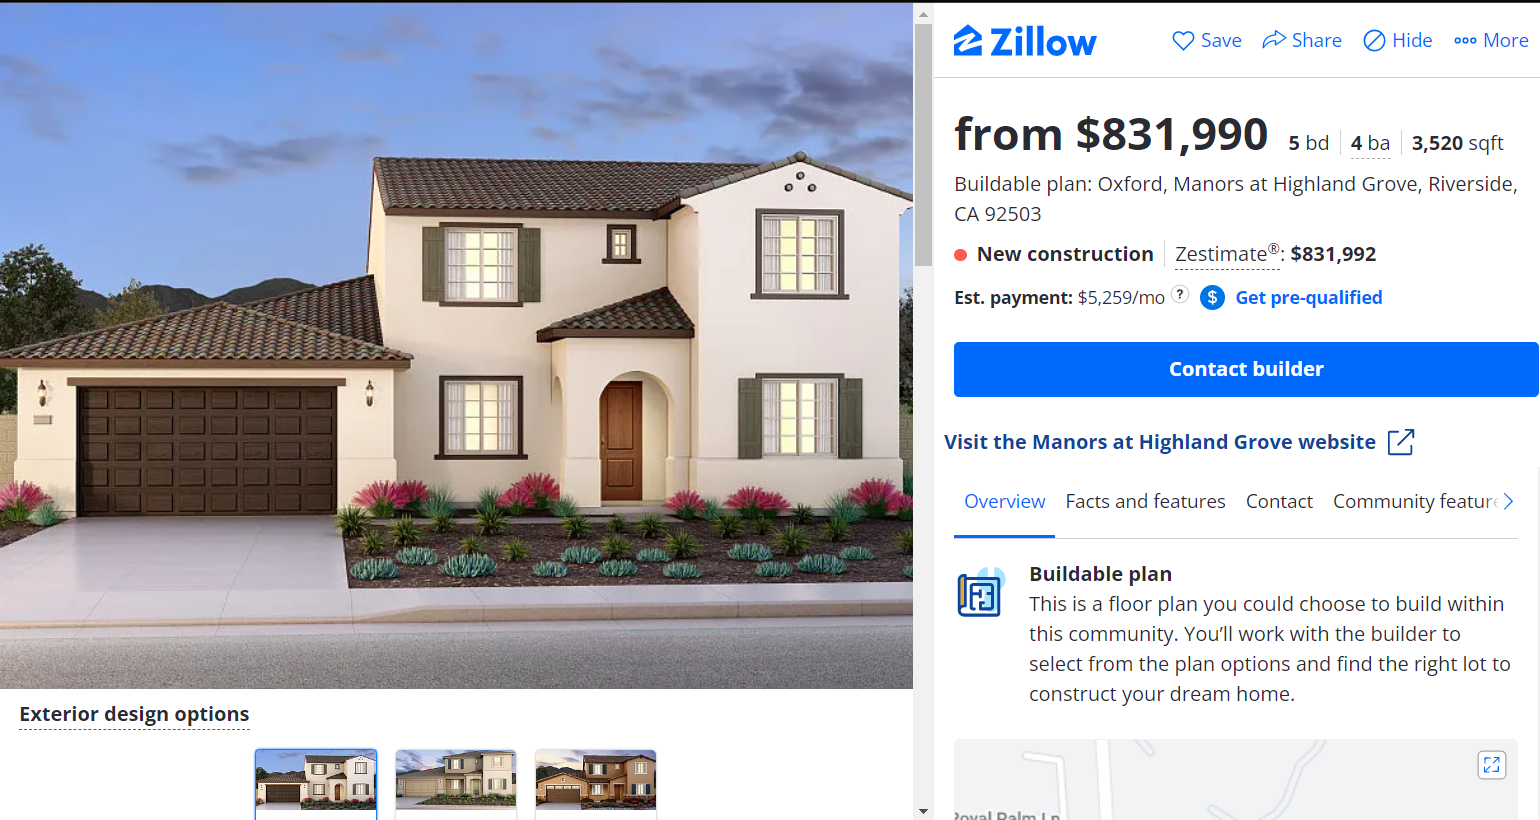 Zillow
Save Share Hide More
from $831,990 5 bd 4 ba 3,520 sqft
Buildable plan: Oxford, Manors at Highland Grove, Riverside,
CA 92503
New construction Zestimate®: $831,992
Est. payment: $5,259/mo ? $ Get pre-qualified
Contact builder
Visit the Manors at Highland Grove website
Overview Facts and features Contact Community feature
Buildable plan
This is a floor plan you could choose to build within
this community. You’ll work with the builder to
select from the plan options and find the right lot to
construct your dream home.
Royal Palm Ln
Exterior design options